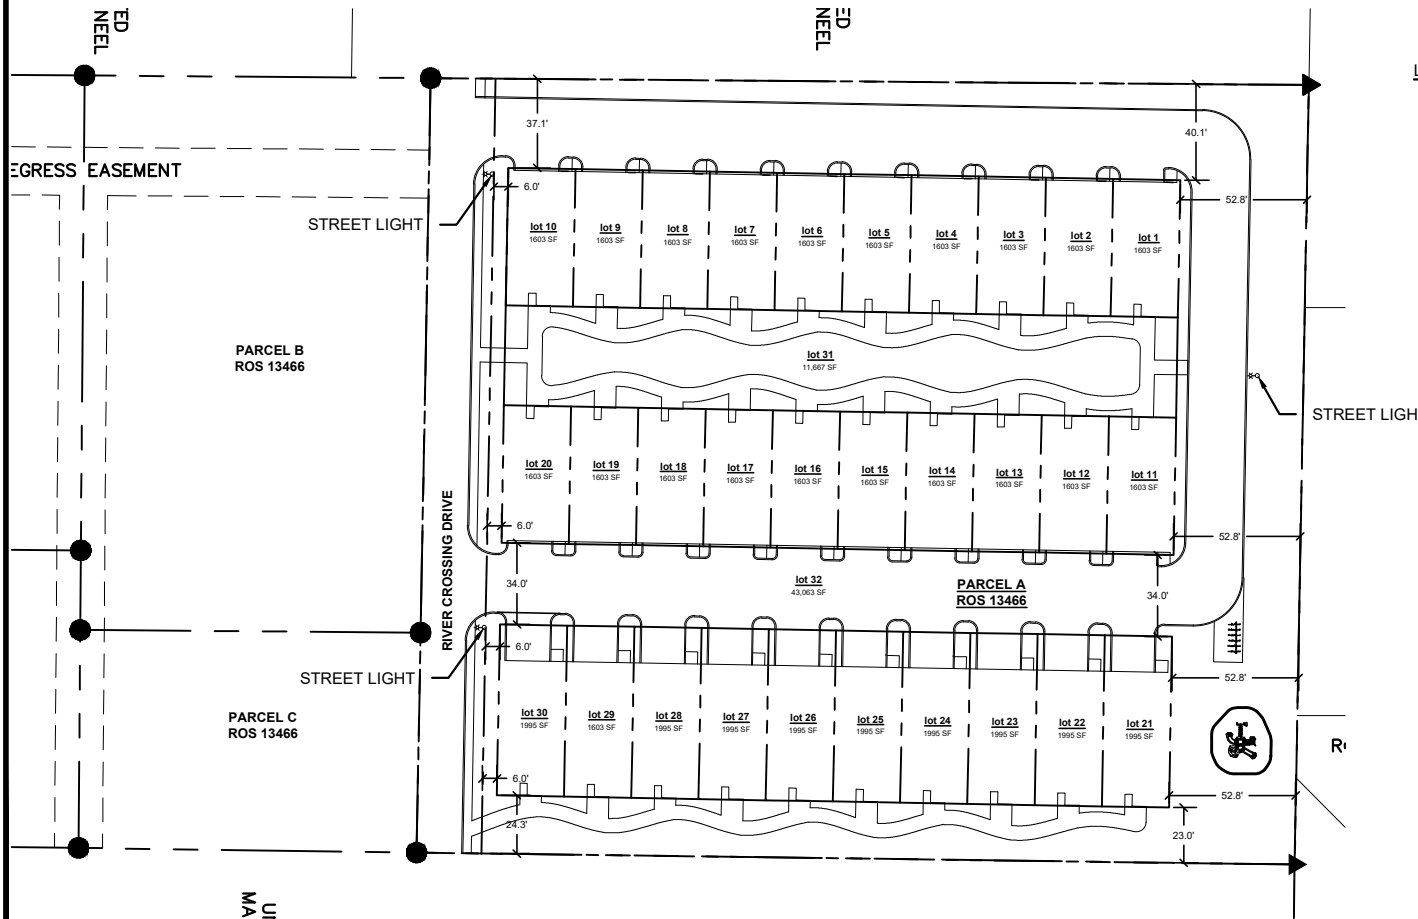 ED
NEEL
ED
NEEL
L
37.1'
40.1'
EGRESS EASEMENT
6.0'
52.8'
STREET LIGHT
lot 10
1603 SF
lot 9
1603 SF
lot 8
1603 SF
lot 7
1603 SF
lot 6
1603 SF
lot 5
1603 SF
lot 4
1603 SF
lot 3
1603 SF
lot 2
1603 SF
lot 1
1603 SF
PARCEL B
ROS 13466
lot 31
11,667 SF
STREET LIGH
lot 20
1603 SF
lot 19
1603 SF
lot 18
1603 SF
lot 17
1603 SF
lot 16
1603 SF
lot 15
1603 SF
lot 14
1603 SF
lot 13
1603 SF
lot 12
1603 SF
lot 11
1603 SF
RIVER CROSSING DRIVE
6.0'
52.8'
34.0'
lot 32
43,063 SF
PARCEL A
ROS 13466
34.0'
6.0'
STREET LIGHT
52.8'
PARCEL C
ROS 13466
lot 30
1995 SF
lot 29
1603 SF
lot 28
1995 SF
lot 27
1995 SF
lot 26
1995 SF
lot 25
1995 SF
lot 24
1995 SF
lot 23
1995 SF
lot 22
1995 SF
lot 21
1995 SF
6.0'
52.8'
24.3'
23.0'
U
MA